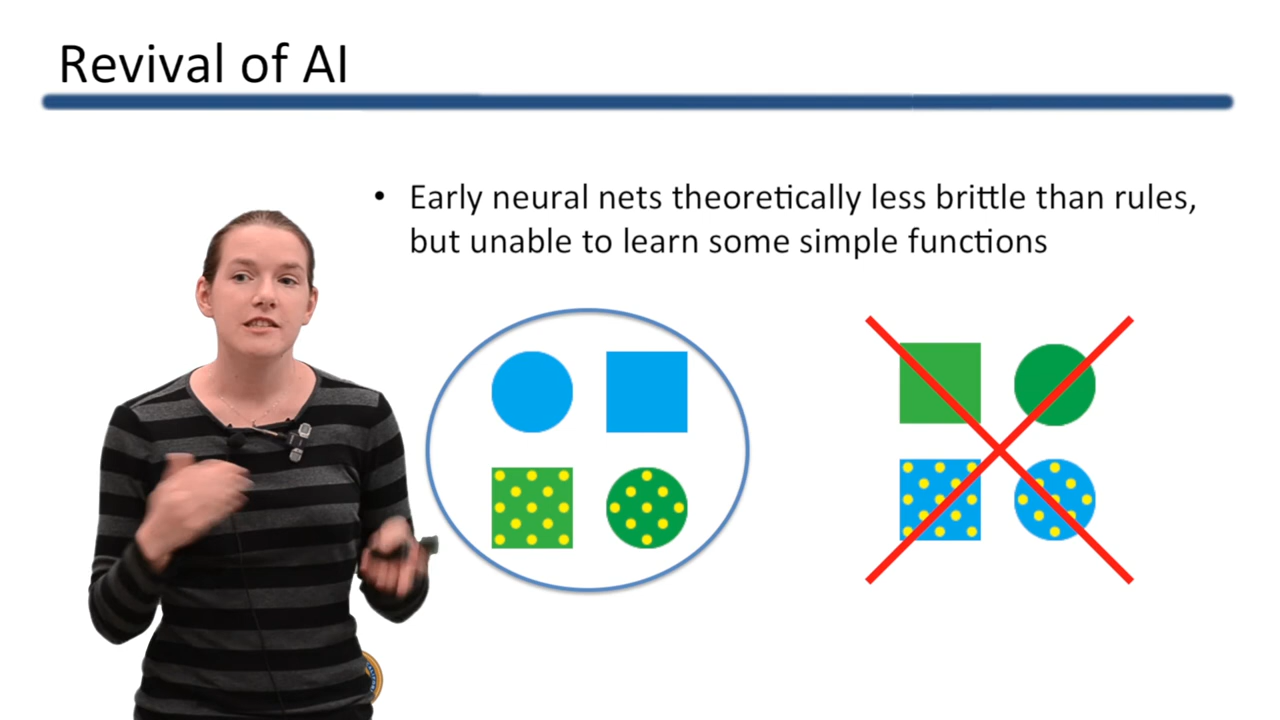 Revival of AI
• Early neural nets theoretically less brittle than rules,
but unable to learn some simple functions